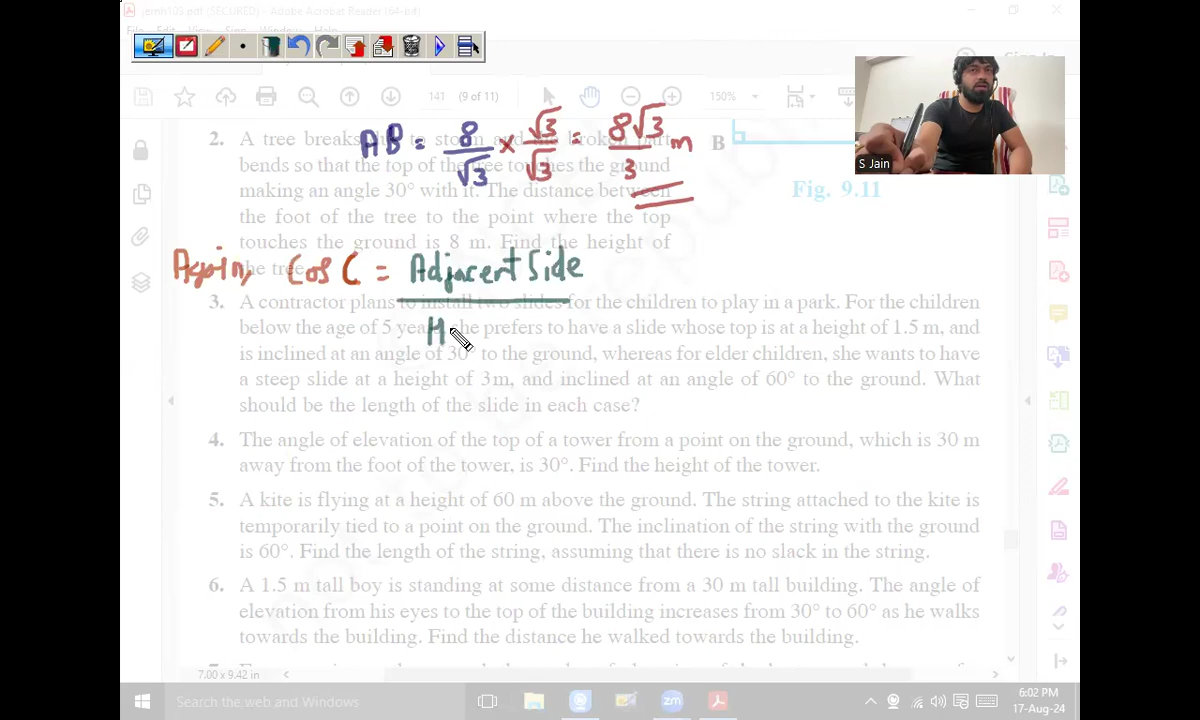 jemh109.pdf (SECURED) - Adobe Acrobat Reader (64-bit)
141 (9 of 11) 150%
AB = 8/√3 × √3/√3 = 8√3/3 m
B
S Jain
Fig. 9.11
2. A tree breaks to storm and the broken part
bends so that the top of the tree touches the ground
making an angle 30° with it. The distance between
the foot of the tree to the point where the top
touches the ground is 8 m. Find the height of
the tree.
Again, Cos C = Adjacent Side
H
3. A contractor plans to install two slides for the children to play in a park. For the children
below the age of 5 years, she prefers to have a slide whose top is at a height of 1.5 m, and
is inclined at an angle of 30° to the ground, whereas for elder children, she wants to have
a steep slide at a height of 3m, and inclined at an angle of 60° to the ground. What
should be the length of the slide in each case?
4. The angle of elevation of the top of a tower from a point on the ground, which is 30 m
away from the foot of the tower, is 30°. Find the height of the tower.
5. A kite is flying at a height of 60 m above the ground. The string attached to the kite is
temporarily tied to a point on the ground. The inclination of the string with the ground
is 60°. Find the length of the string, assuming that there is no slack in the string.
6. A 1.5 m tall boy is standing at some distance from a 30 m tall building. The angle of
elevation from his eyes to the top of the building increases from 30° to 60° as he walks
towards the building. Find the distance he walked towards the building.
7.00 x 9.42 in
Search the web and Windows
zm
6:02 PM
17-Aug-24